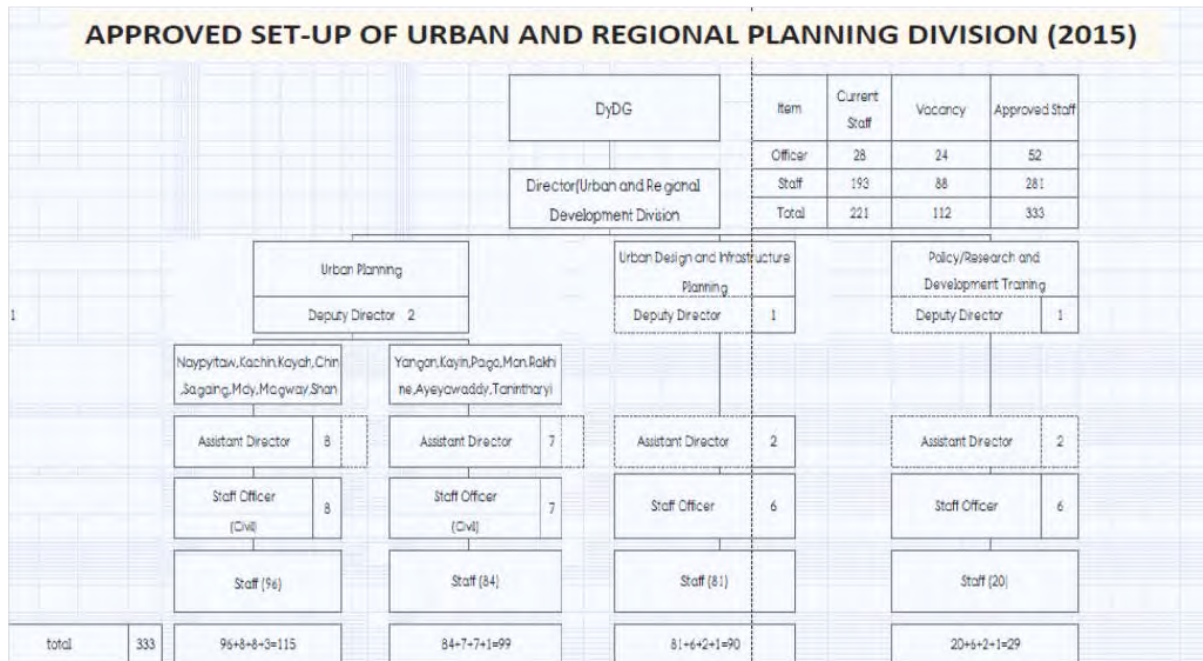 APPROVED SET-UP OF URBAN AND REGIONAL PLANNING DIVISION (2015)
DyDG
Item
Current
Staff
Vacancy
Approved Staff
Officer 28 24 52
Staff 193 88 281
Total 221 112 333
Director(Urban and Regional
Development Division
Urban Planning
Deputy Director 2
Urban Design and Infrastructure
Planning
Deputy Director 1
Policy/Research and
Development Training
Deputy Director 1
1
Naypyitaw,Kachin,Kayah,Chin
,Sagaing,Mdy,Magway,Shan
Yangon,Kayin,Pago,Mon,Rakhi
ne,Ayeyawaddy,Tanintharyi
Assistant Director 8
Assistant Director 7
Assistant Director 2
Assistant Director 2
Staff Officer
(Civil)
8
Staff Officer
(Civil)
7
Staff Officer 6
Staff Officer 6
Staff (96)
Staff (84)
Staff (81)
Staff (20)
total 333
96+8+8+3=115
84+7+7+1=99
81+6+2+1=90
20+6+2+1=29